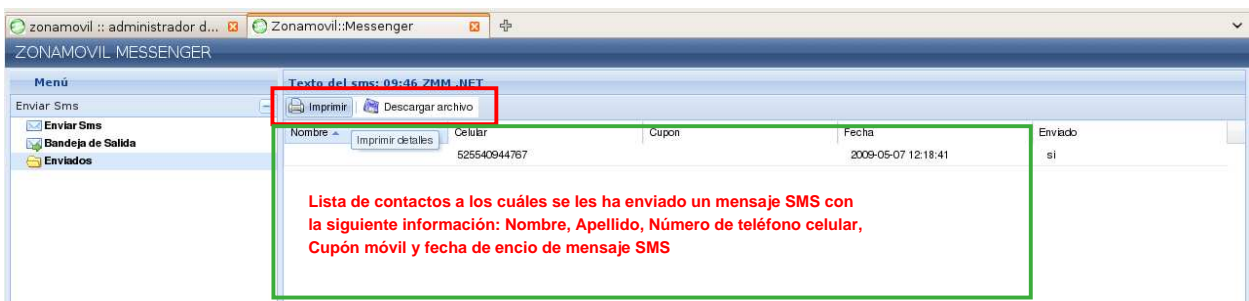 zonamovil :: administrador d... Zonamovil::Messenger
ZONAMOVIL MESSENGER
Menú
Texto del sms: 09:46 ZMM .NET
Enviar Sms
Imprimir Descargar archivo
Enviar Sms
Bandeja de Salida
Enviados
Nombre Celular Cupon Fecha Enviado
Imprimir detalles
525540944767 2009-05-07 12:18:41 si
Lista de contactos a los cuáles se les ha enviado un mensaje SMS con
la siguiente información: Nombre, Apellido, Número de teléfono celular,
Cupón móvil y fecha de encio de mensaje SMS